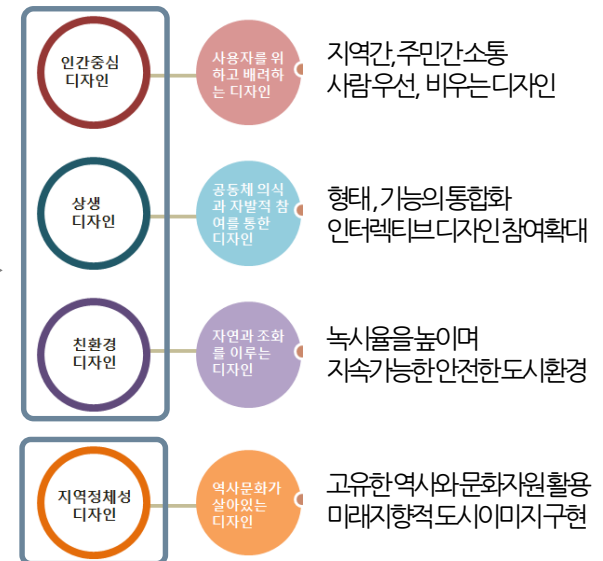 인간중심
디자인
사용자를 위
하고 배려하
는 디자인
지역간,주민간 소통
사람 우선, 비우는 디자인
상생
디자인
공동체 의식
과 자발적 참
여를 통한
디자인
형태, 기능의 통합화
인터렉티브 디자인 참여확대
친환경
디자인
자연과 조화
를 이루는
디자인
녹시율을 높이며
지속가능한 안전한 도시환경
지역정체성
디자인
역사문화가
살아있는
디자인
고유한 역사와 문화자원 활용
미래지향적 도시이미지 구현